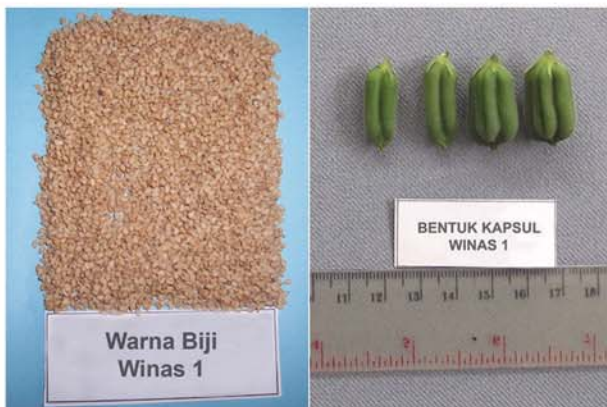 Warna Biji
Winas 1
BENTUK KAPSUL
WINAS 1
11 12 13 14 15 16 17 18